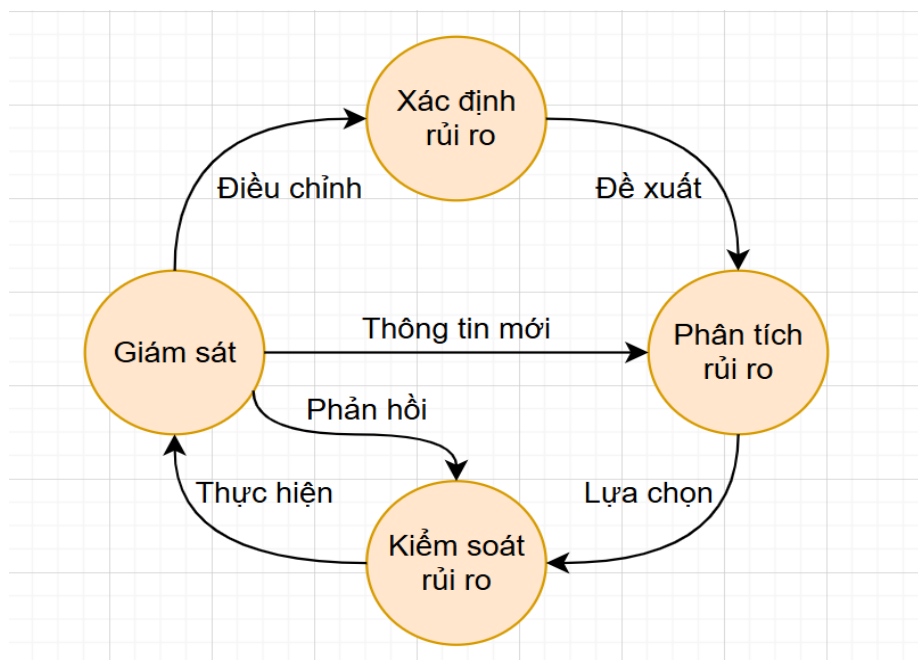 Xác định
rủi ro
Điều chỉnh
Đề xuất
Giám sát
Thông tin mới
Phân tích
rủi ro
Phản hồi
Thực hiện
Lựa chọn
Kiểm soát
rủi ro